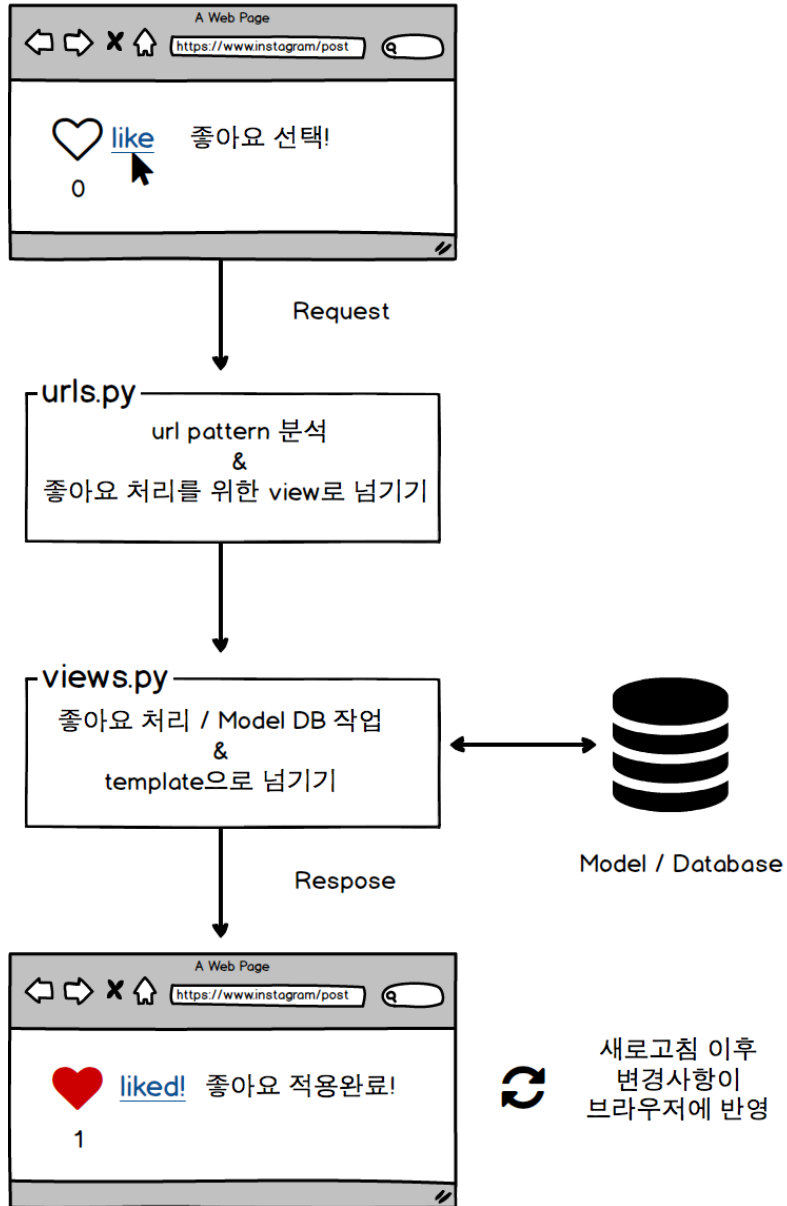 A Web Page
https://www.instagram/post
like 좋아요 선택!
0
Request
urls.py
url pattern 분석
&
좋아요 처리를 위한 view로 넘기기
views.py
좋아요 처리 / Model DB 작업
&
template으로 넘기기
Model / Database
Respose
A Web Page
https://www.instagram/post
liked! 좋아요 적용완료!
1
새로고침 이후
변경사항이
브라우저에 반영